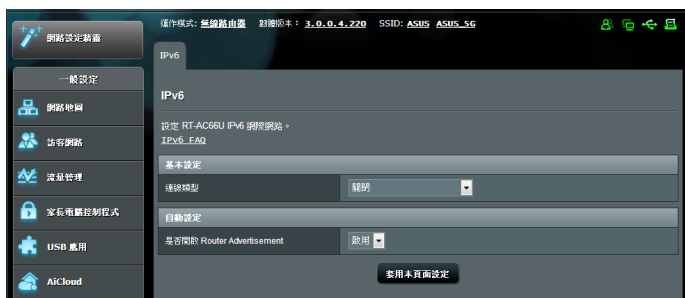 網路設定精靈
運作模式: 無線路由器 韌體版本： 3.0.0.4.220 SSID: ASUS ASUS_5G
IPv6
一般設定
網路地圖
訪客網路
流量管理
家長電腦控制程式
USB 應用
AiCloud
IPv6
設定 RT-AC66U IPv6 網際網路。
IPv6 FAQ
基本設定
連線類型 關閉
自動設定
是否開啟 Router Advertisement 啟用
套用本頁面設定